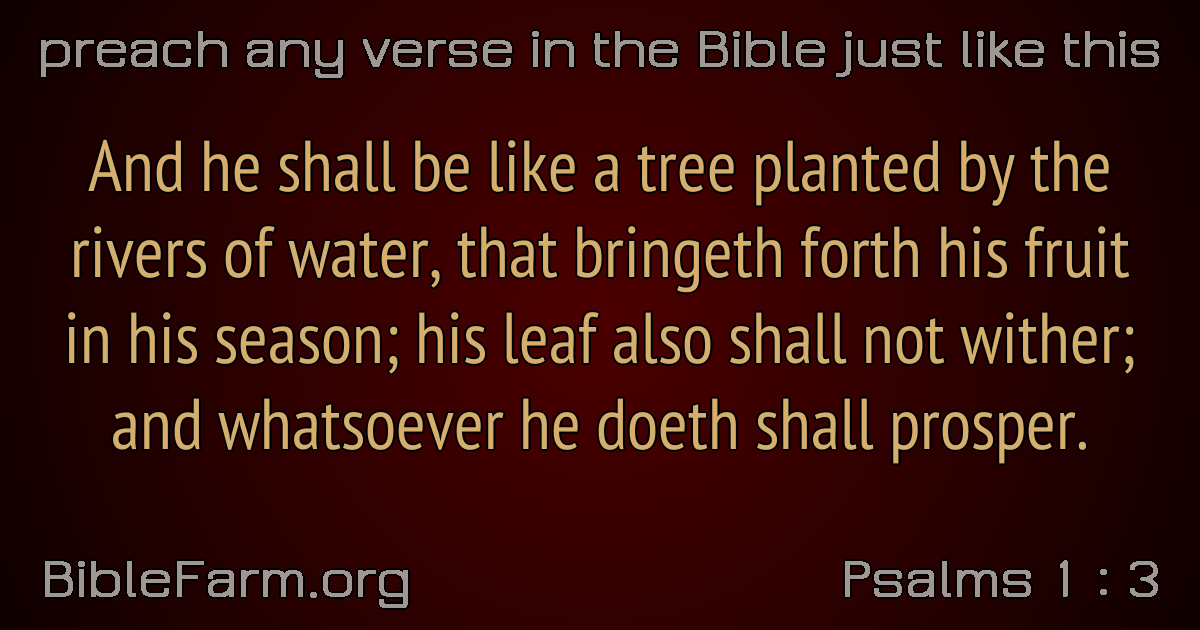 preach any verse in the Bible just like this
And he shall be like a tree planted by the
rivers of water, that bringeth forth his fruit
in his season; his leaf also shall not wither;
and whatsoever he doeth shall prosper.
BibleFarm.org
Psalms 1 : 3